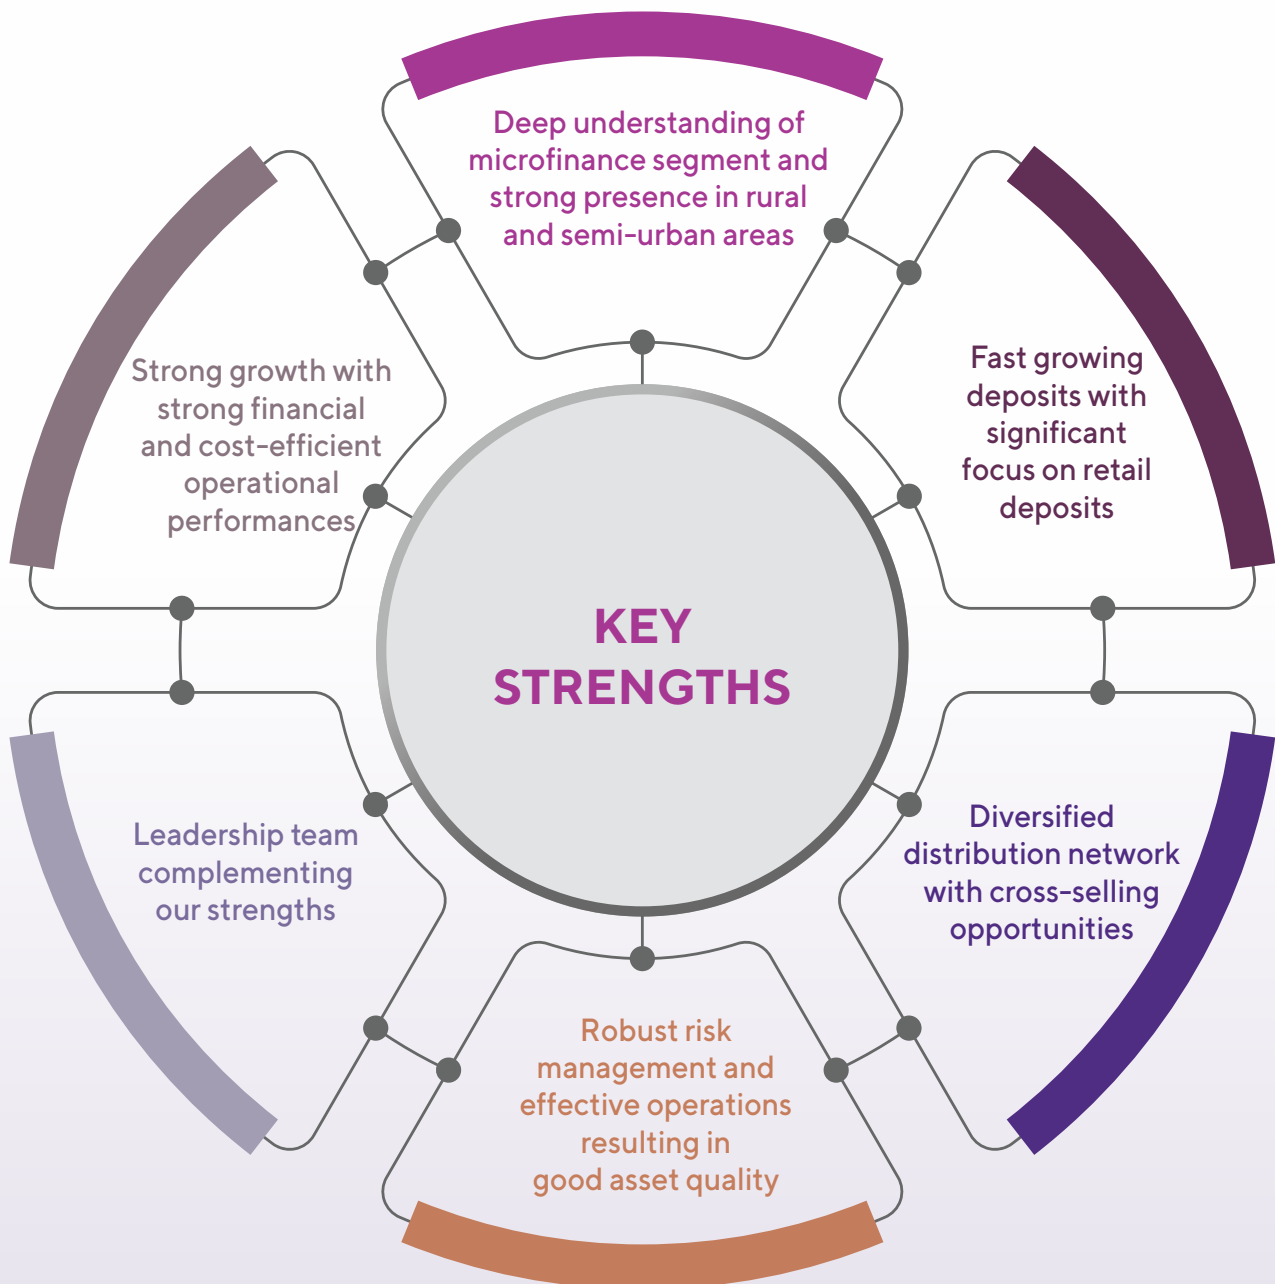 Deep understanding of
microfinance segment and
strong presence in rural
and semi-urban areas
Fast growing
deposits with
significant
focus on retail
deposits
Diversified
distribution network
with cross-selling
opportunities
Robust risk
management and
effective operations
resulting in
good asset quality
Leadership team
complementing
our strengths
Strong growth with
strong financial
and cost-efficient
operational
performances
KEY
STRENGTHS